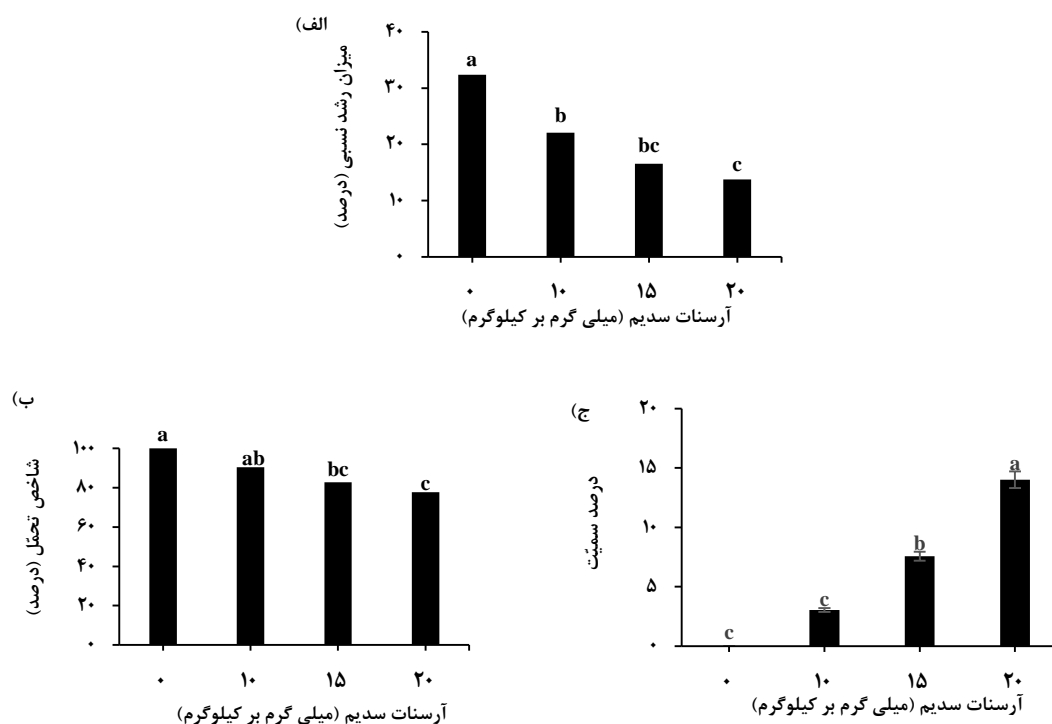 الف)
میزان رشد نسبی (درصد)
۴۰
۳۰
۲۰
۱۰
۰
a
b
bc
c
۰ ۱۰ ۱۵ ۲۰
آرسنات سدیم (میلی گرم بر کیلوگرم)
ب)
شاخص تحمّل (درصد)
۱۰۰
۸۰
۶۰
۴۰
۲۰
۰
a
ab
bc
c
۰ ۱۰ ۱۵ ۲۰
آرسنات سدیم (میلی گرم بر کیلوگرم)
ج)
درصد سمیّت
۲۰
۱۵
۱۰
۵
۰
c
c
b
a
۰ ۱۰ ۱۵ ۲۰
آرسنات سدیم (میلی گرم بر کیلوگرم)